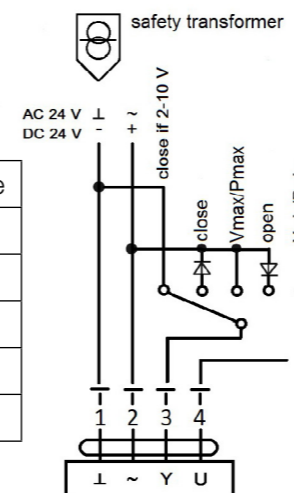 safety transformer
AC 24 V ⊥ ~
DC 24 V - +
close if 2-10 V
close
Vmax/Pmax
open
1 2 3 4
⊥ ~ Y U
e